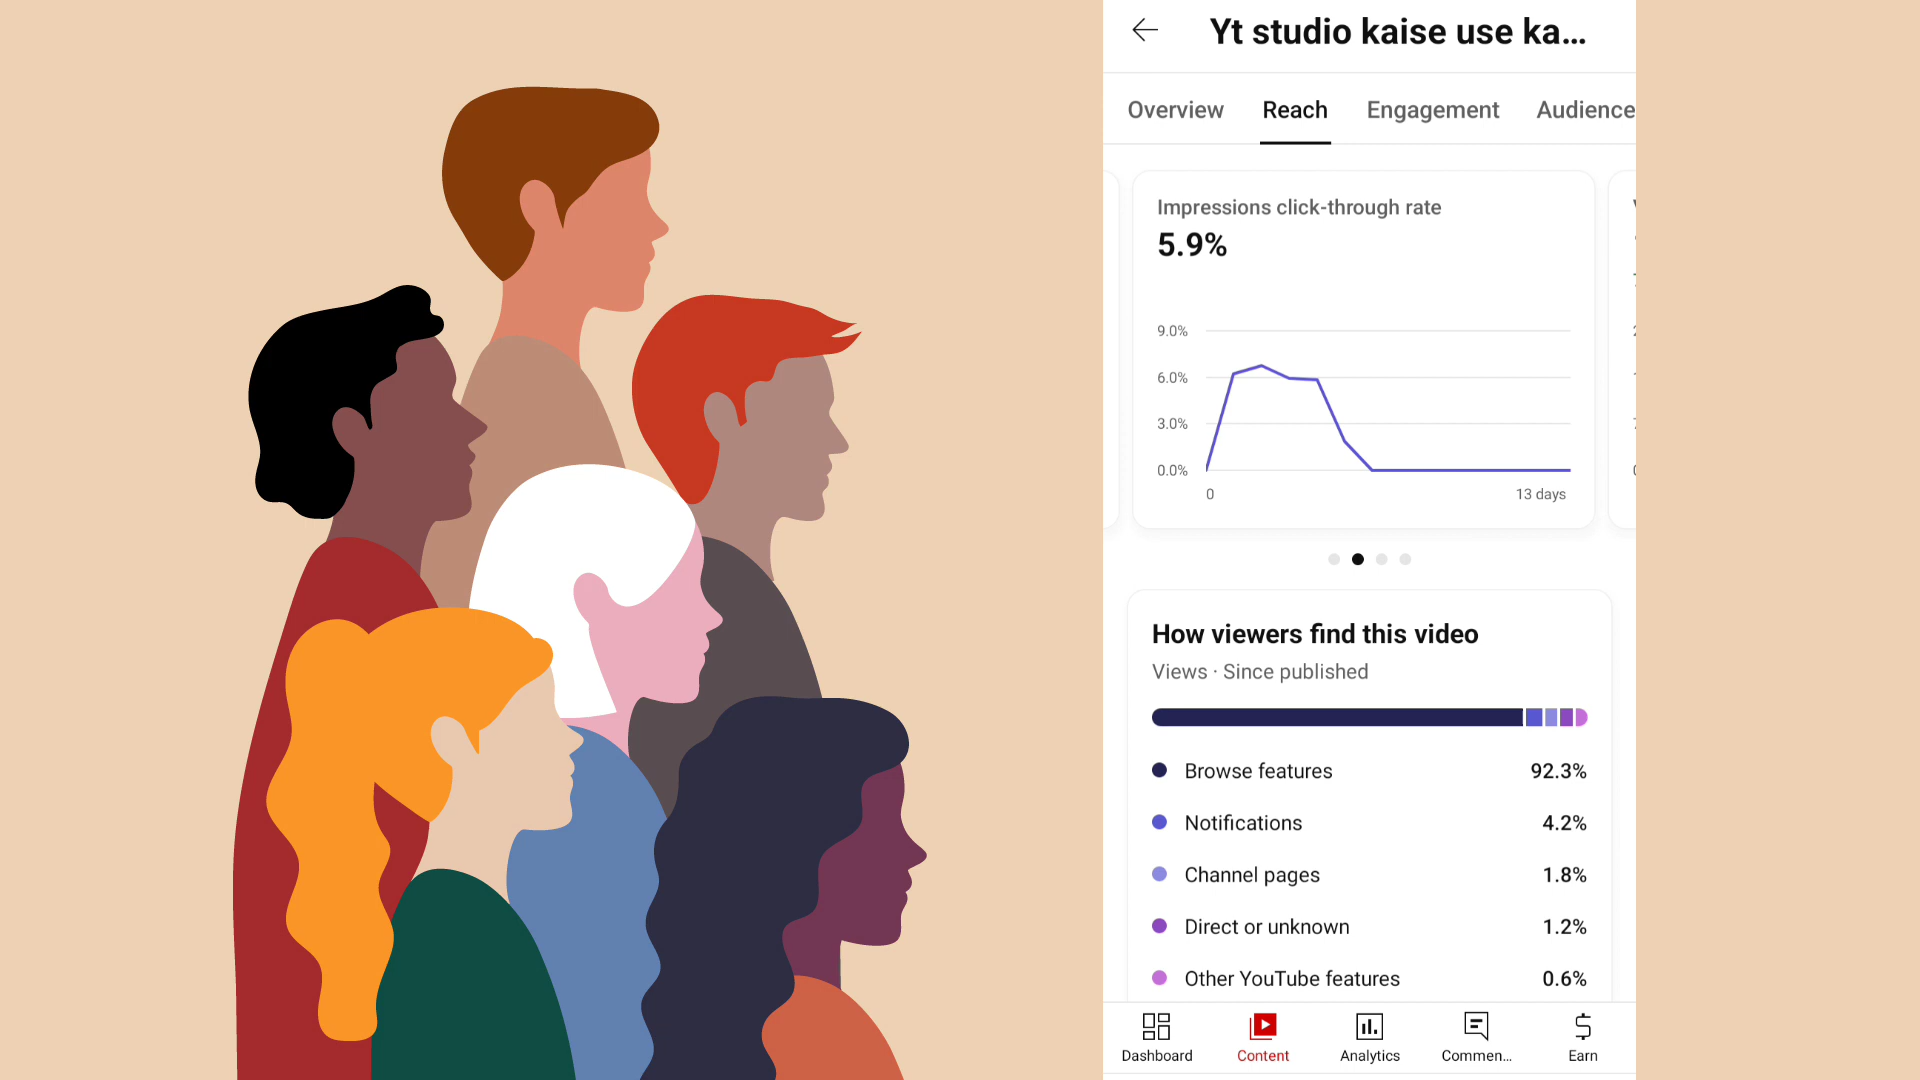 Yt studio kaise use ka...
Overview Reach Engagement Audience
Impressions click-through rate
5.9%
9.0%
6.0%
3.0%
0.0%
0 13 days
How viewers find this video
Views · Since published
Browse features 92.3%
Notifications 4.2%
Channel pages 1.8%
Direct or unknown 1.2%
Other YouTube features 0.6%
Dashboard Content Analytics Commen... Earn